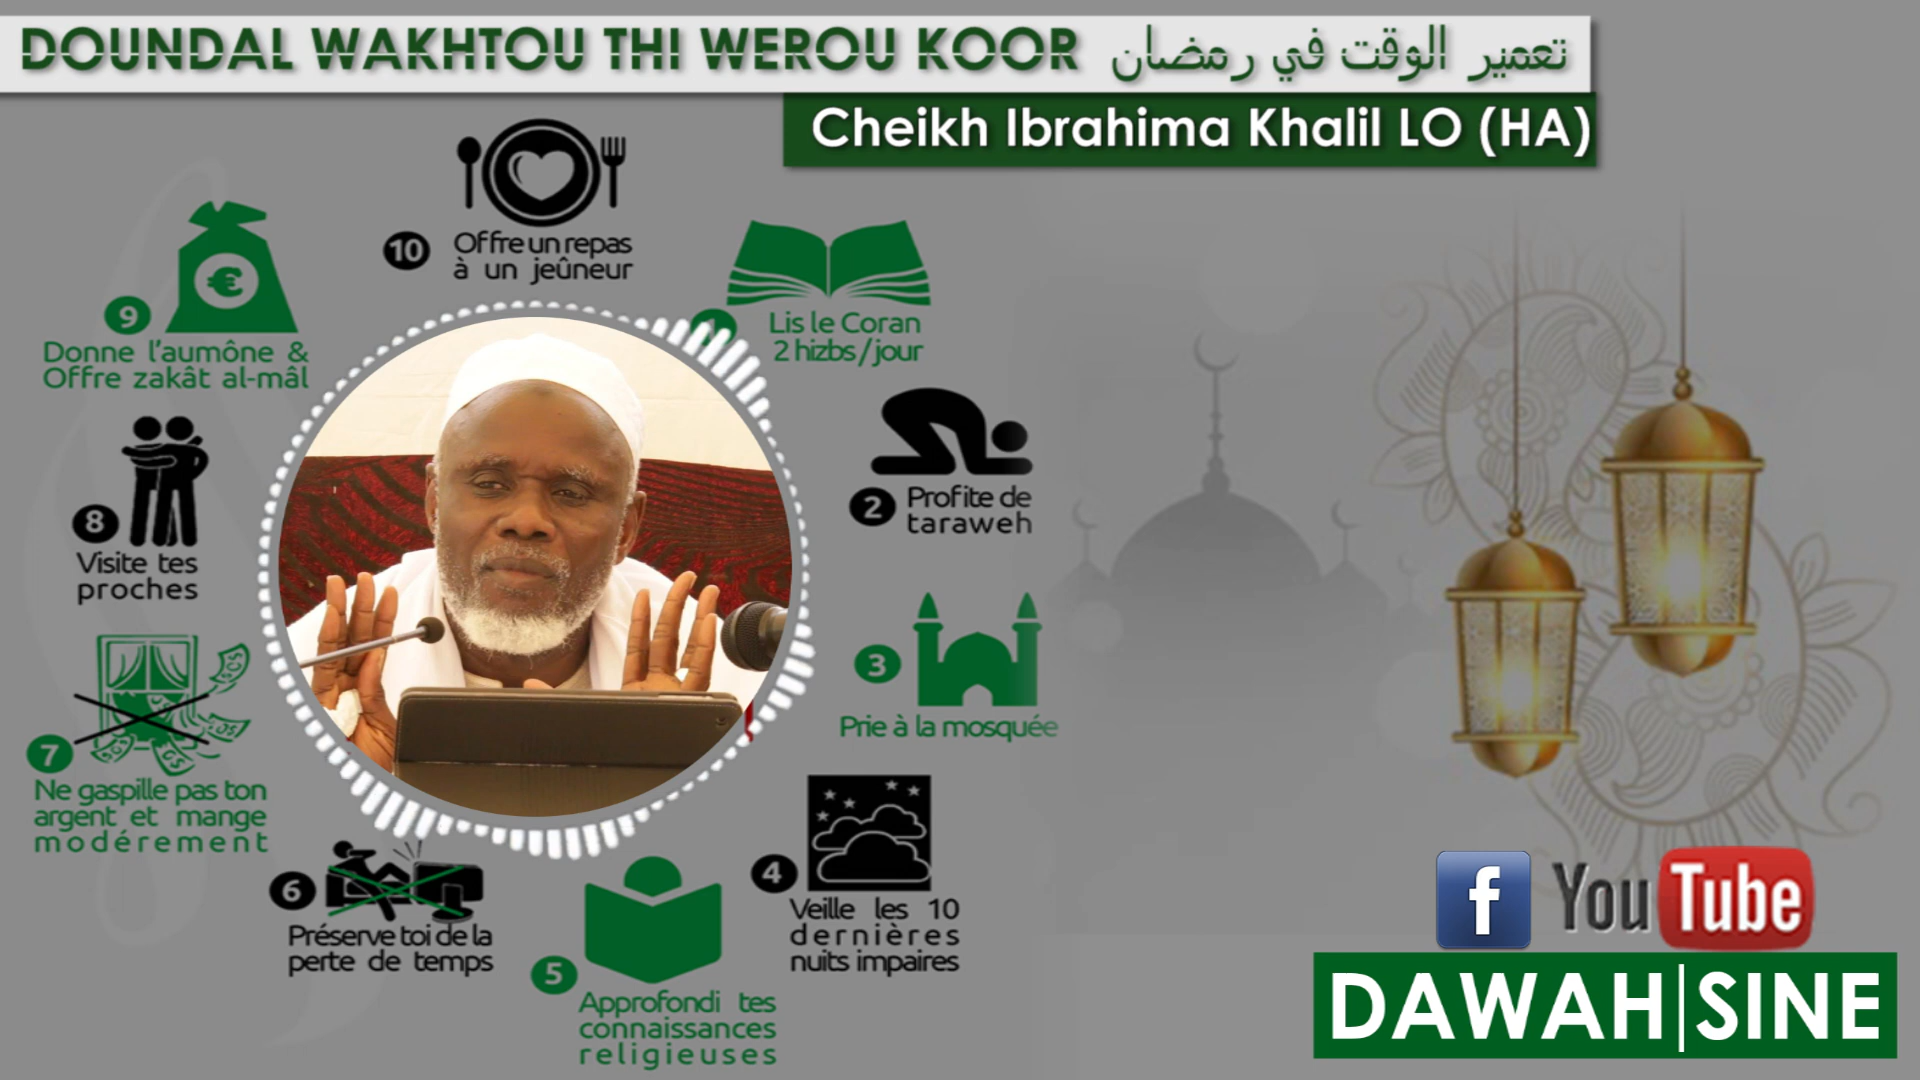 DOUNDAL WAKHTOU THI WEROU KOOR تعمير الوقت في رمضان
Cheikh Ibrahima Khalil LO (HA)
10 Offre un repas
à un jeûneur
Lis le Coran
2 hizbs/jour
2 Profite de
taraweh
3
Prie à la mosquée
4
Veille les 10
dernières
nuits impaires
5
Approfondi tes
connaissances
religieuses
6
Préserve toi de la
perte de temps
7
Ne gaspille pas ton
argent et mange
modérement
8
Visite tes
proches
9
€
Donne l'aumône &
Offre zakât al-mâl
f YouTube
DAWAH|SINE